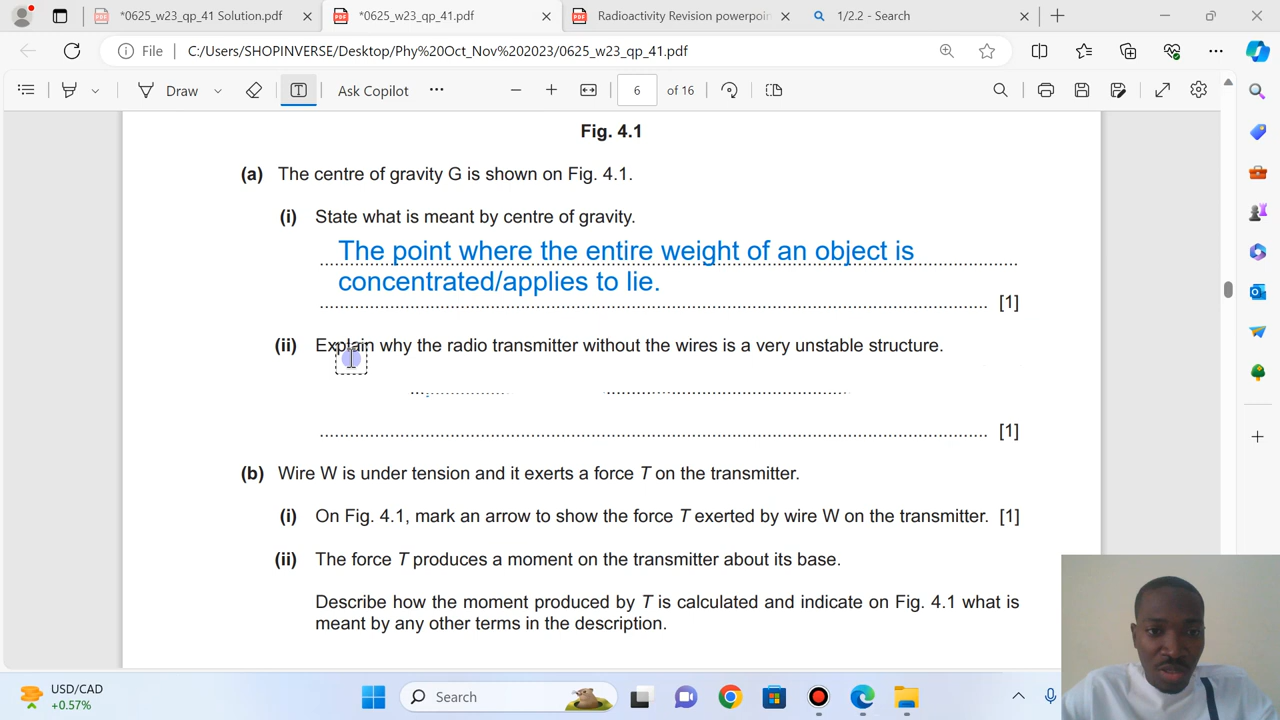 *0625_w23_qp_41 Solution.pdf
*0625_w23_qp_41.pdf
Radioactivity Revision powerpoin
1/2.2 - Search
File
C:/Users/SHOPINVERSE/Desktop/Phy%20Oct_Nov%202023/0625_w23_qp_41.pdf
Draw
Ask Copilot
6 of 16
Fig. 4.1
(a) The centre of gravity G is shown on Fig. 4.1.
(i) State what is meant by centre of gravity.
The point where the entire weight of an object is
concentrated/applies to lie.
[1]
(ii) Explain why the radio transmitter without the wires is a very unstable structure.
[1]
(b) Wire W is under tension and it exerts a force T on the transmitter.
(i) On Fig. 4.1, mark an arrow to show the force T exerted by wire W on the transmitter. [1]
(ii) The force T produces a moment on the transmitter about its base.
Describe how the moment produced by T is calculated and indicate on Fig. 4.1 what is
meant by any other terms in the description.
USD/CAD
+0.57%
Search